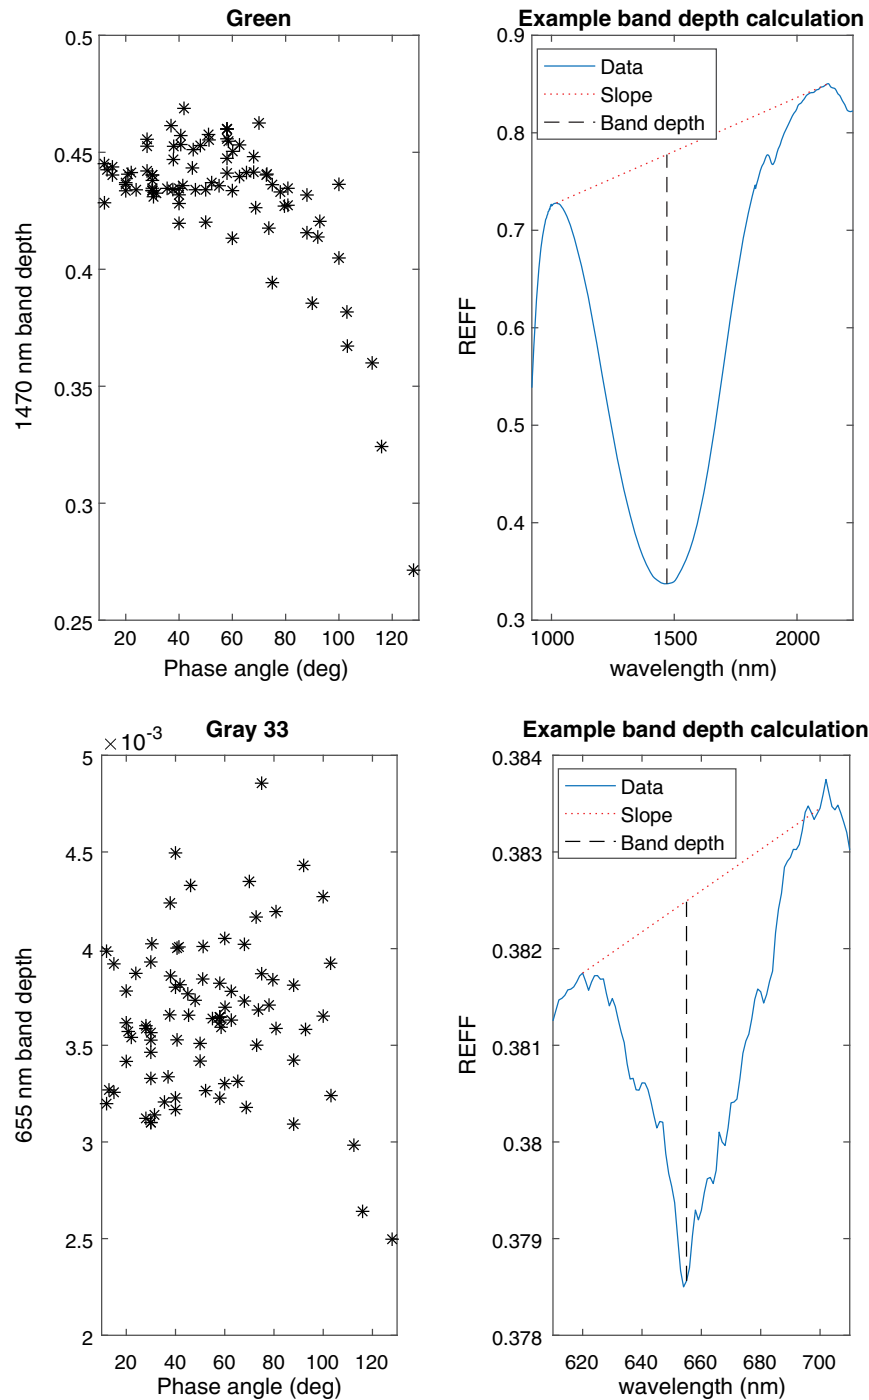 Green
0.5
0.45
0.4
0.35
0.3
0.25
1470 nm band depth
20 40 60 80 100 120
Phase angle (deg)
Example band depth calculation
Data
Slope
Band depth
0.9
0.8
0.7
0.6
0.5
0.4
0.3
REFF
1000 1500 2000
wavelength (nm)
Gray 33
× 10-3
5
4.5
4
3.5
3
2.5
2
655 nm band depth
20 40 60 80 100 120
Phase angle (deg)
Example band depth calculation
Data
Slope
Band depth
0.384
0.383
0.382
0.381
0.38
0.379
0.378
REFF
620 640 660 680 700
wavelength (nm)